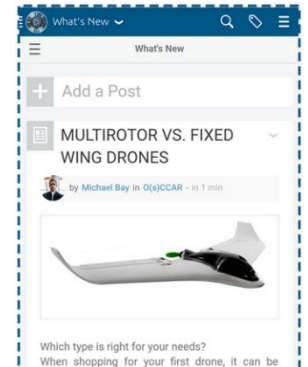 What's New
What's New
Add a Post
MULTIROTOR VS. FIXED
WING DRONES
by Michael Bay in O(s)CCAR - in 1 min
Which type is right for your needs?
When shopping for your first drone, it can be